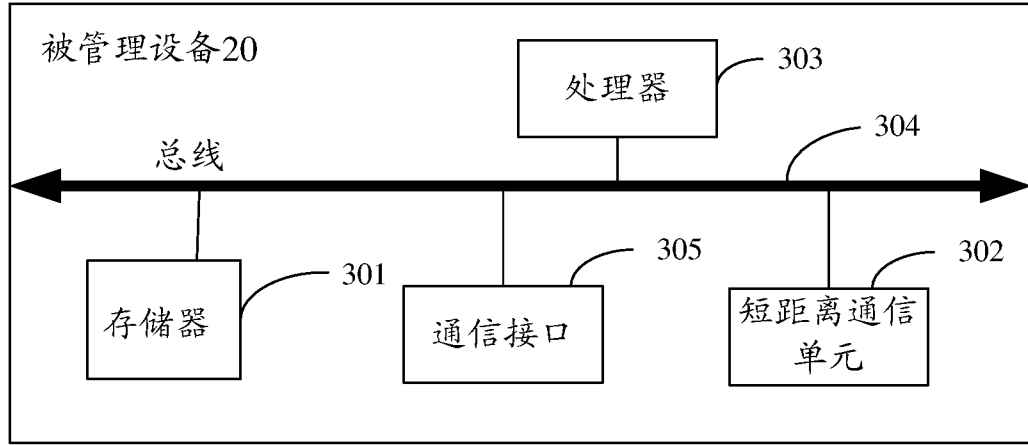 被管理设备20
处理器
303
304
总线
存储器
301
通信接口
305
短距离通信
单元
302